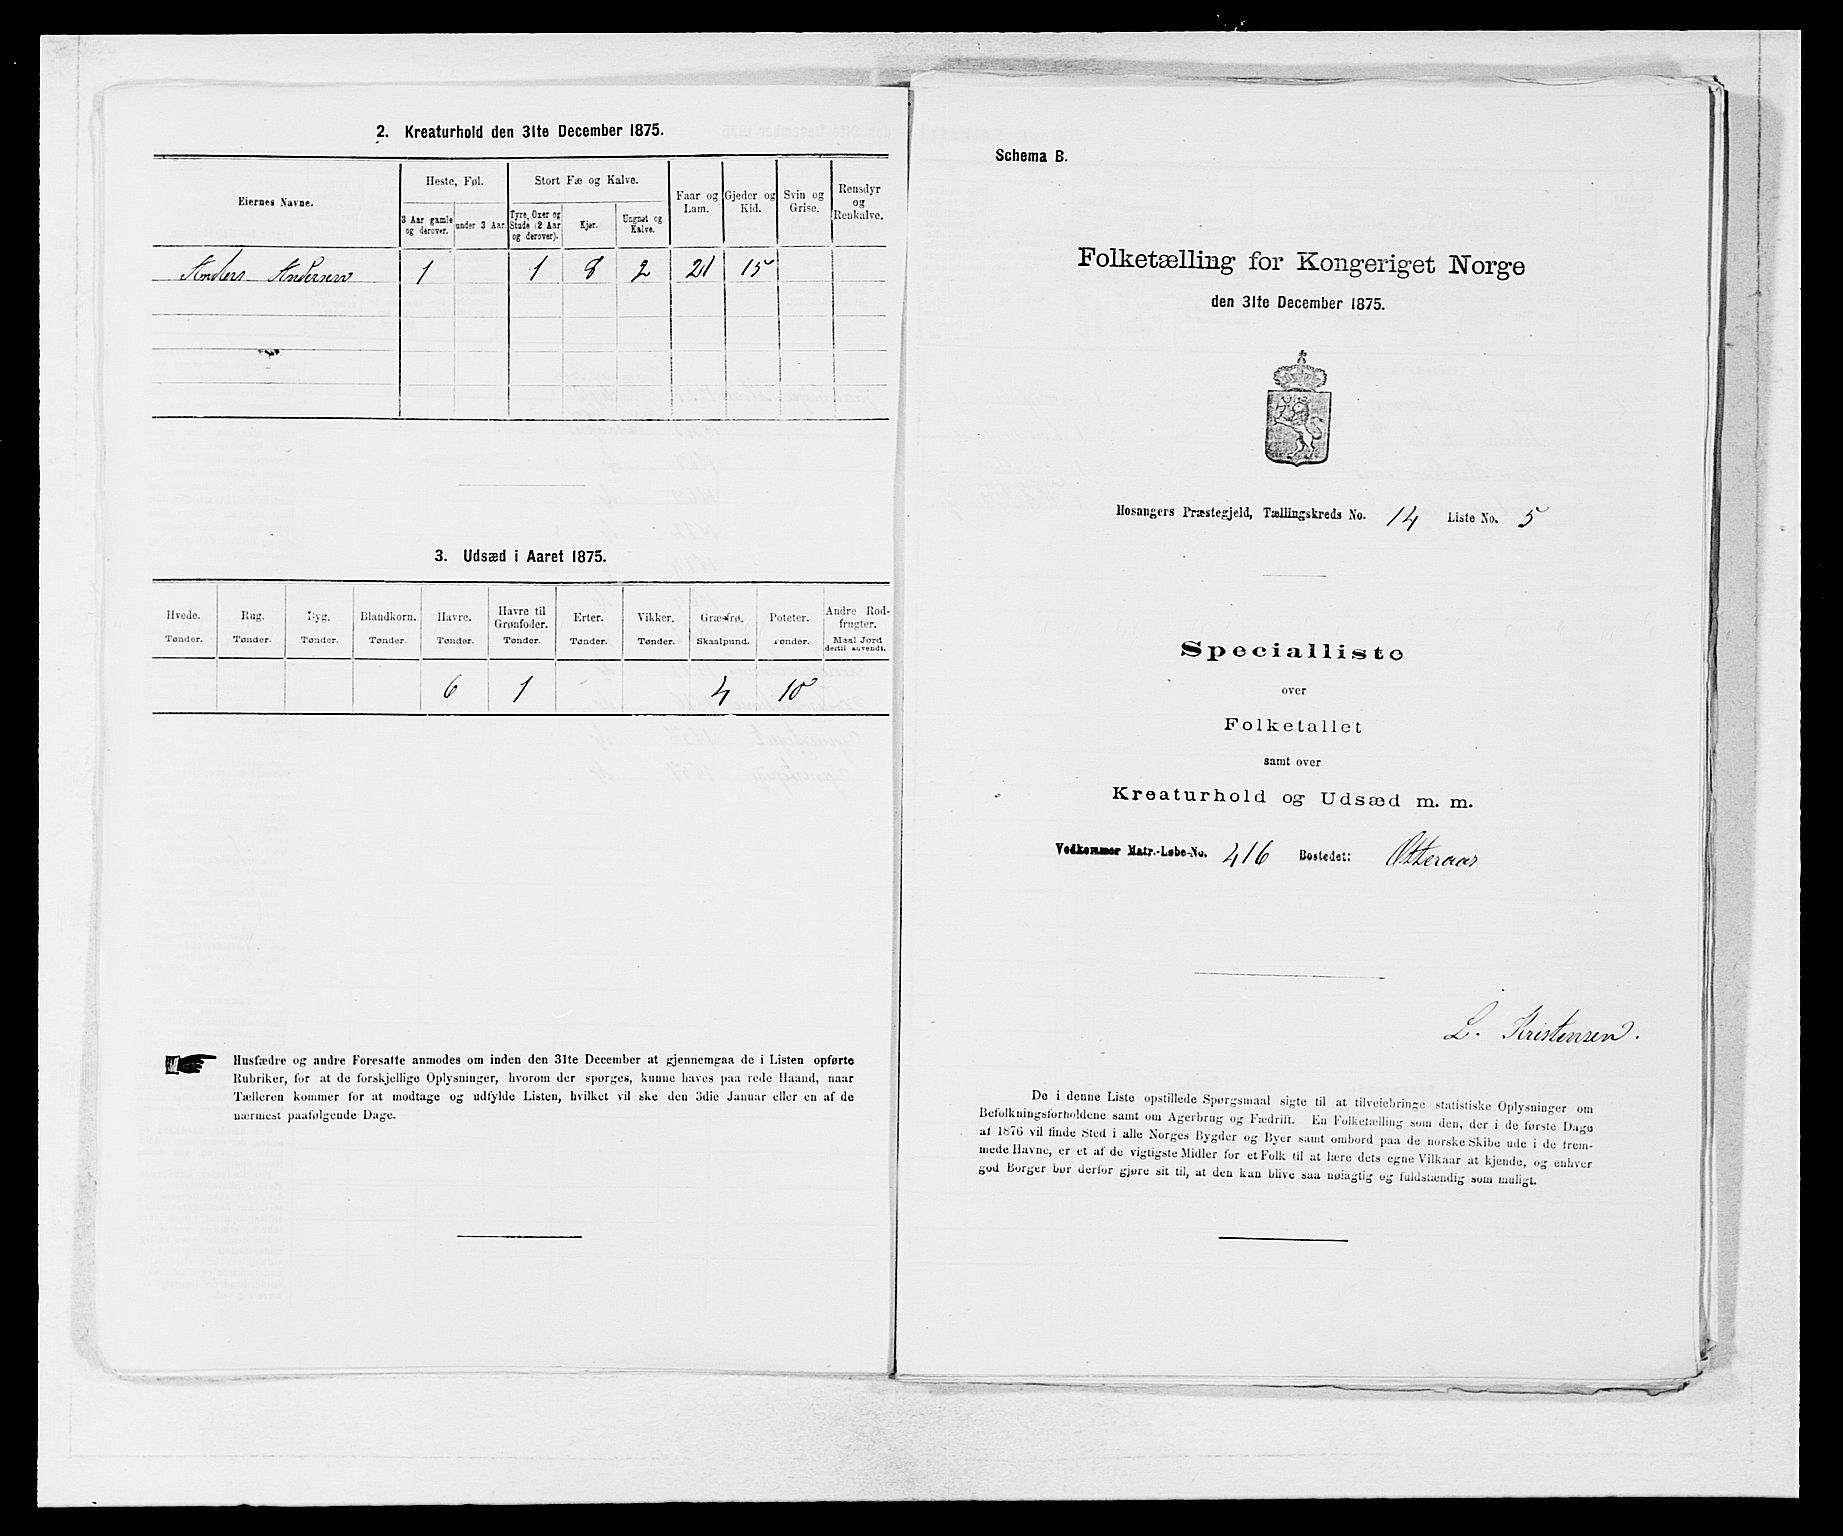 2. Kreaturhold den 31te December 1875.
Eiernes Navne.
Heste, Føl.
Stort Fæ og Kalve.
Faar og Lam.
Gjeder og Kid.
Svin og Grise.
Rensdyr og Renkalve.
3 Aar gamle og derover.
under 3 Aar.
Tyre, Oxer og Stude (2 Aar og derover).
Kjør.
Ungnøt og Kalve.
Anders Andersen 1 1 8 2 21 15
3. Udsæd i Aaret 1875.
Hvede. Rug. Byg. Blandkorn. Havre. Havre til Grønfoder. Erter. Vikker. Græsfrø. Poteter. Andre Rodfrugter.
Tønder. Tønder. Tønder. Tønder. Tønder. Tønder. Tønder. Tønder. Skaalpund. Tønder. Maal Jord dertil anvendt.
6 1 4 10
Husfædre og andre Foresatte anmodes om inden den 31te December at gjennemgaa de i Listen opførte
Rubriker, for at de forskjellige Oplysninger, hvorom der spørges, kunne haves paa rede Haand, naar
Tælleren kommer for at modtage og udfylde Listen, hvilket vil ske den 3die Januar eller en af de
nærmest paafølgende Dage.
Schema B.
Folketælling for Kongeriget Norge
den 31te December 1875.
Hosangers Præstegjeld, Tællingskreds No. 14 Liste No. 5
Specialliste
over
Folketallet
samt over
Kreaturhold og Udsæd m. m.
Vedkommer Matr.-Løbe-No. 416 Bostedet: Otteraas
L. Kristensen.
De i denne Liste opstillede Spørgsmaal sigte til at tilveiebringe statistiske Oplysninger om
Befolkningsforholdene samt om Agerbrug og Fædrift. En Folketælling som den, der i de første Dage
af 1876 vil finde Sted i alle Norges Bygder og Byer samt ombord paa de norske Skibe ude i de frem-
mede Havne, er et af de vigtigste Midler for et Folk til at lære dets egne Vilkaar at kjende, og enhver
god Borger bør derfor gjøre sit til, at den kan blive saa nøiagtig og fuldstændig som muligt.